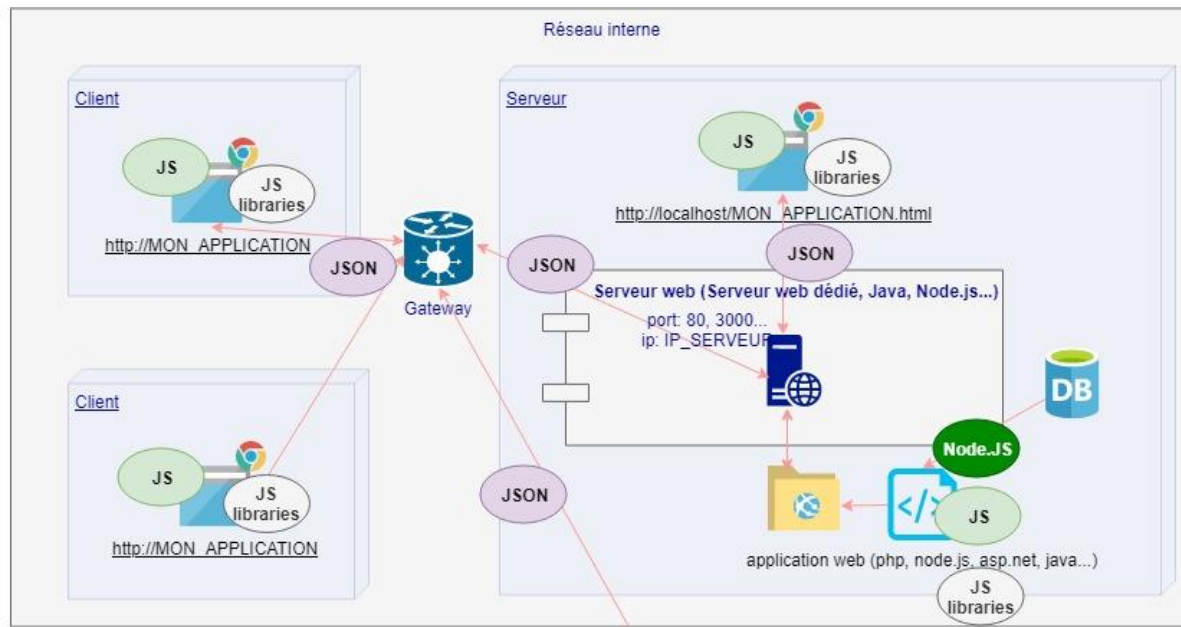 Réseau interne
Client
JS
JS
libraries
http://MON_APPLICATION
JSON
Gateway
Client
JS
JS
libraries
http://MON_APPLICATION
JSON
JSON
Serveur
JS
JS
libraries
http://localhost/MON_APPLICATION.html
JSON
Serveur web (Serveur web dédié, Java, Node.js...)
port: 80, 3000...
ip: IP_SERVEUR
DB
Node.JS
</>
JS
application web (php, node.js, asp.net, java...)
JS
libraries